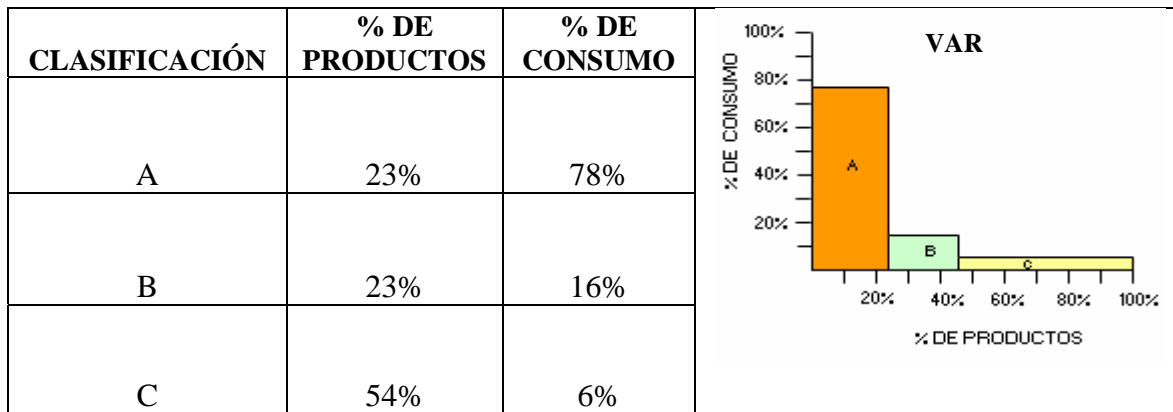 CLASIFICACIÓN % DE PRODUCTOS % DE CONSUMO
A 23% 78%
B 23% 16%
C 54% 6%
VAR
% DE CONSUMO
100%
80%
60%
40%
20%
A
B
C
20% 40% 60% 80% 100%
% DE PRODUCTOS